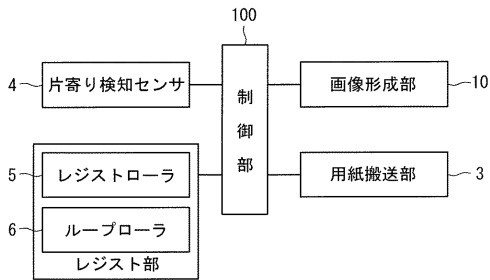 100
4 片寄り検知センサ
制御部
画像形成部 10
5 レジストローラ
用紙搬送部 3
6 ループローラ
レジスト部